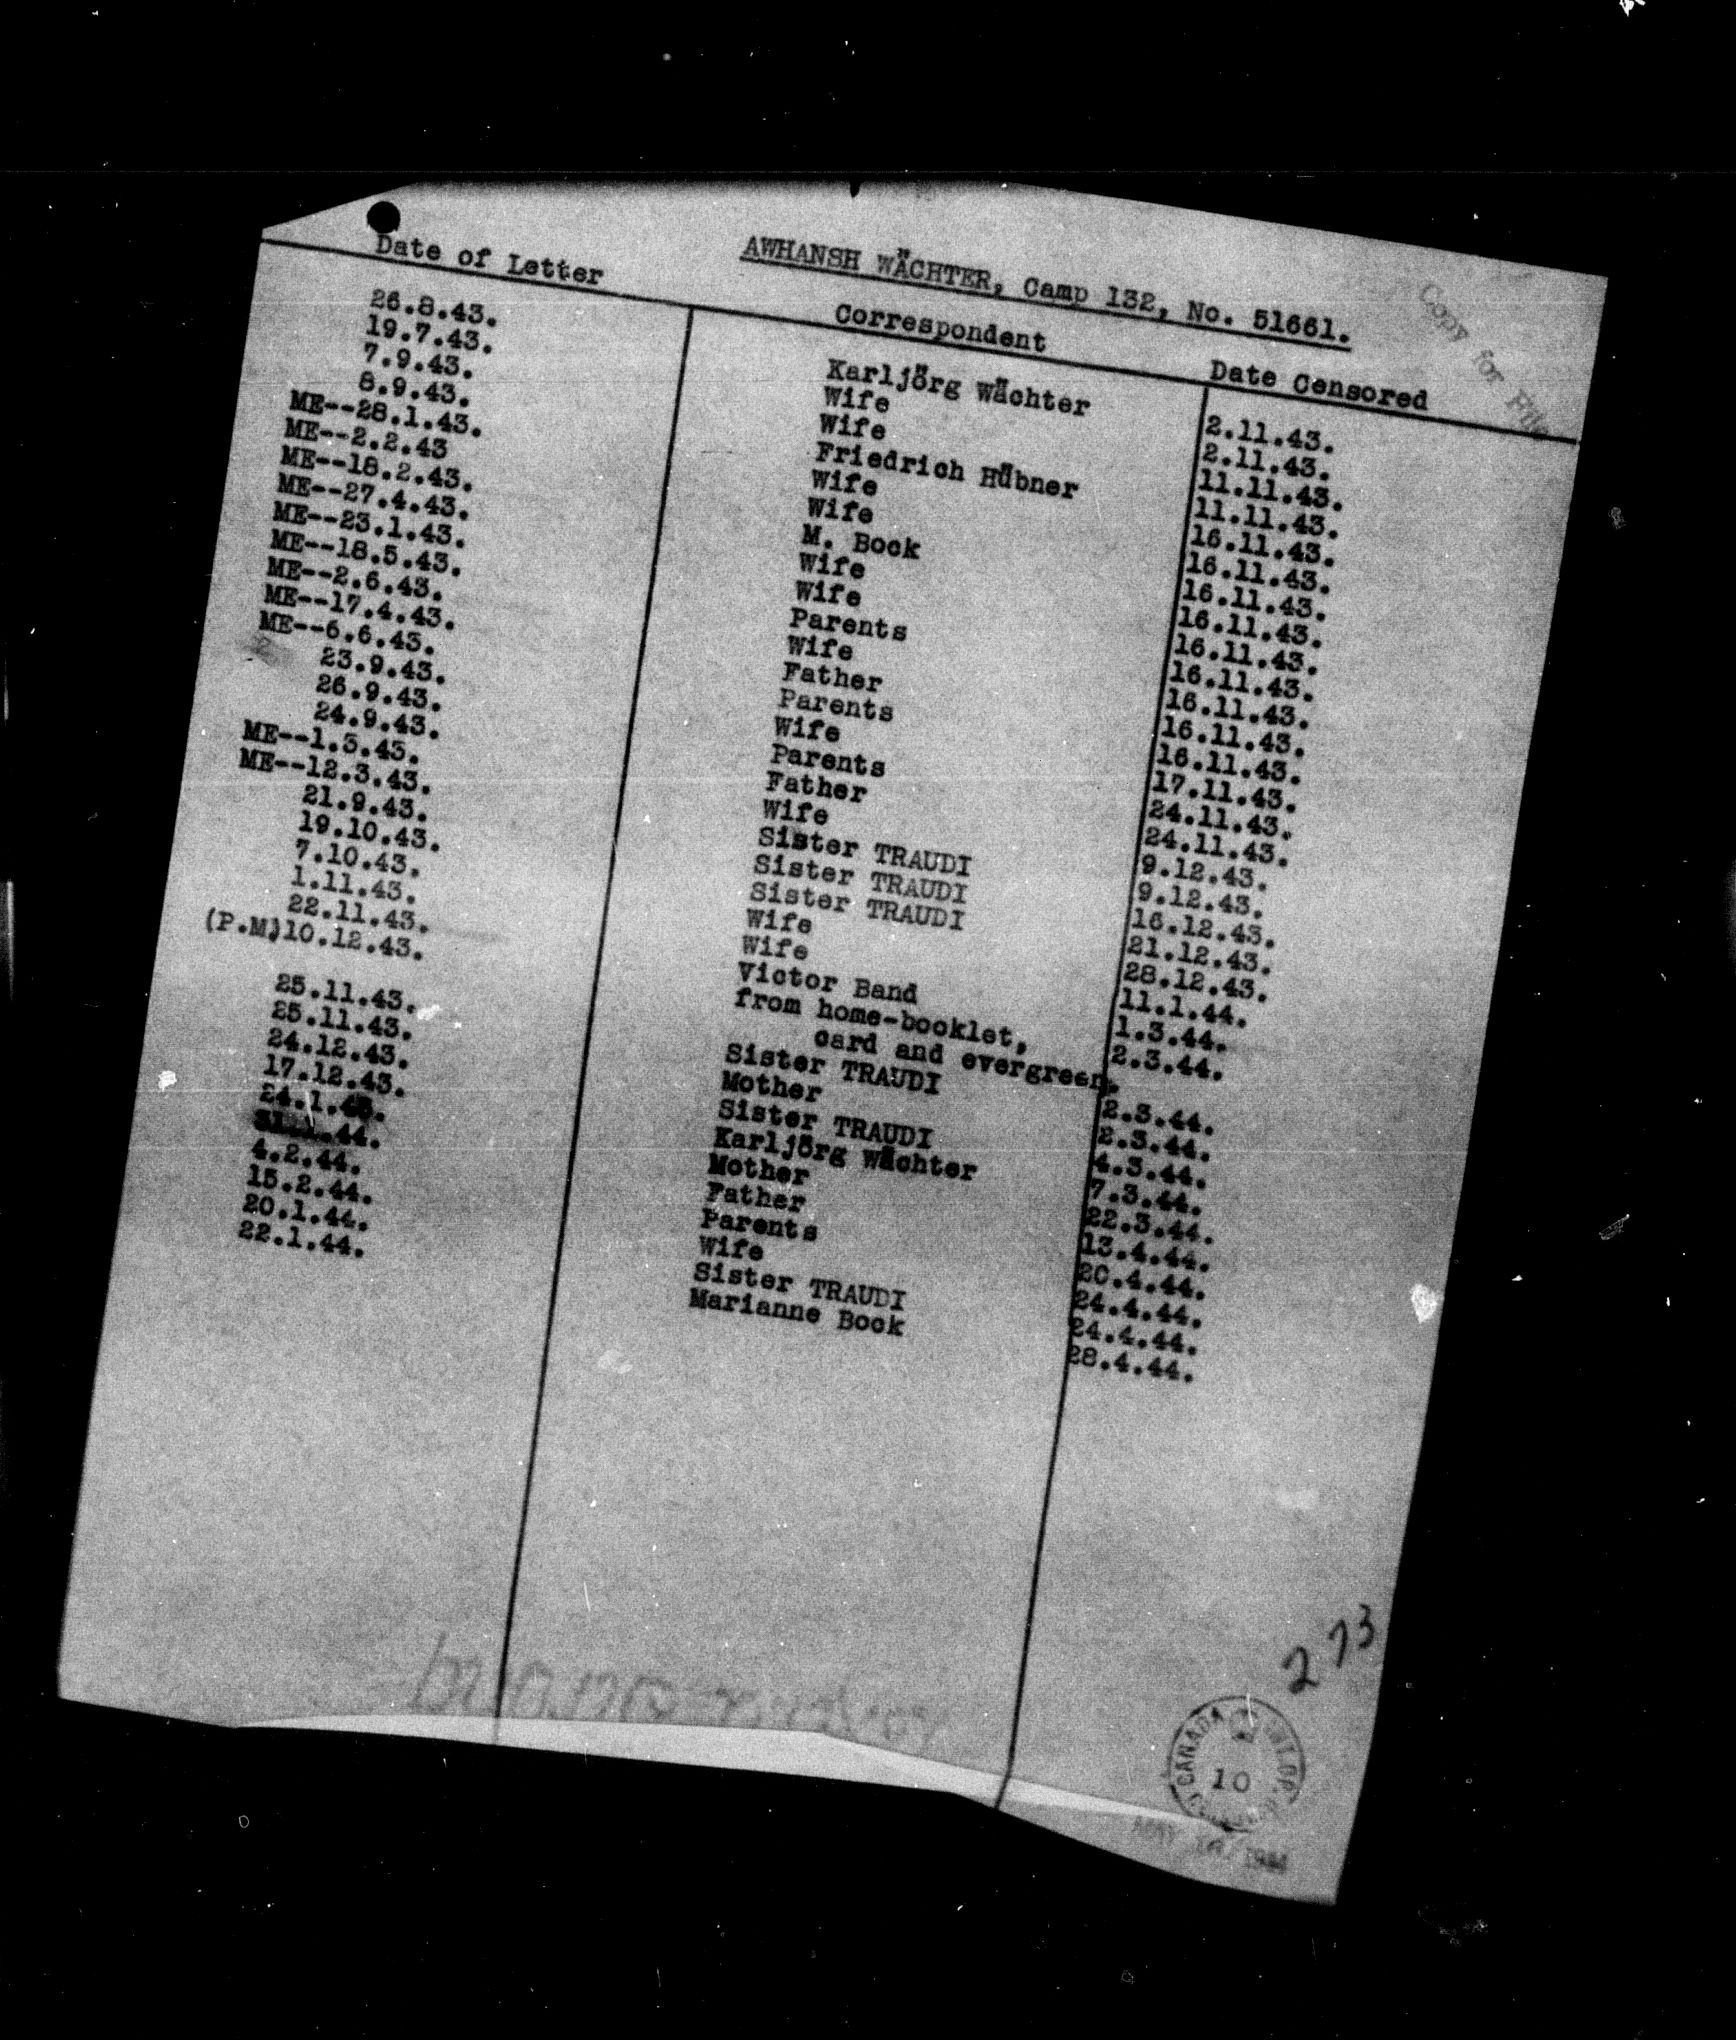 AWHANSH WÄCHTER, Camp 132, No. 51661.
Copy for File
Date of Letter Correspondent Date Censored
26.8.43. Karljörg Wächter 2.11.43.
19.7.43. Wife 2.11.43.
7.9.43. Wife 11.11.43.
8.9.43. Friedrich Hübner 11.11.43.
ME--28.1.43. Wife 16.11.43.
ME--2.2.43 Wife 16.11.43.
ME--18.2.43. M. Bock 16.11.43.
ME--27.4.43. Wife 16.11.43.
ME--23.1.43. Wife 16.11.43.
ME--18.5.43. Parents 16.11.43.
ME--2.6.43. Wife 16.11.43.
ME--17.4.43. Father 16.11.43.
ME--6.6.43. Parents 16.11.43.
23.9.43. Wife 17.11.43.
26.9.43. Parents 24.11.43.
24.9.43. Father 24.11.43.
ME--1.3.43. Wife 9.12.43.
ME--12.3.43. Sister TRAUDI 9.12.43.
21.9.43. Sister TRAUDI 16.12.43.
19.10.43. Sister TRAUDI 21.12.43.
7.10.43. Wife 28.12.43.
1.11.43. Wife 11.1.44.
22.11.43. Victor Band 1.3.44.
(P.M)10.12.43. from home-booklet, 2.3.44.
card and evergreen.
25.11.43. Sister TRAUDI 2.3.44.
25.11.43. Mother 2.3.44.
24.12.43. Sister TRAUDI 4.3.44.
17.12.43. Karljörg Wächter 7.3.44.
Mother 22.3.44.
Father 13.4.44.
4.2.44. Parents 20.4.44.
15.2.44. Wife 24.4.44.
20.1.44. Sister TRAUDI 24.4.44.
22.1.44. Marianne Bock 28.4.44.
273
CANADA
10
MAY 1944